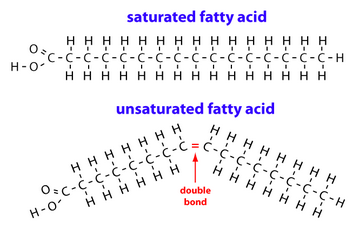 saturated fatty acid
H H H H H H H H H H H H H H H
O
C-C-C-C-C-C-C-C-C-C-C-C-C-C-C-C-H
H-O
H H H H H H H H H H H H H H H
unsaturated fatty acid
C = C
O
C
H-O
double
bond